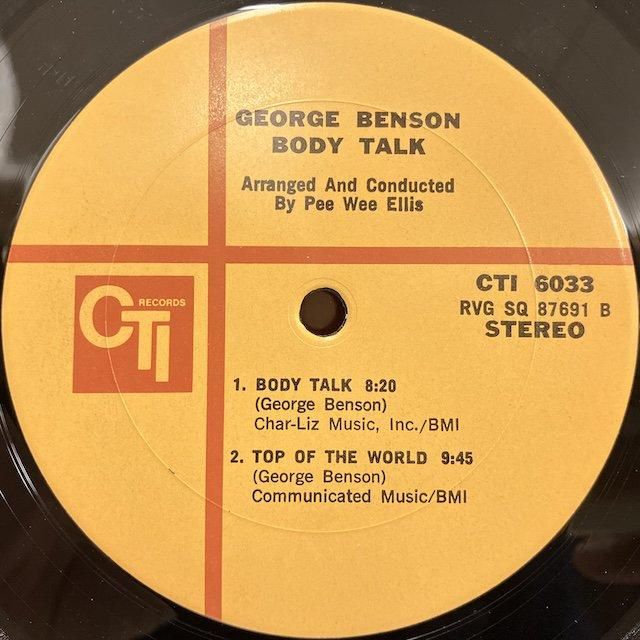 GEORGE BENSON
BODY TALK
Arranged And Conducted
By Pee Wee Ellis
CTI RECORDS
CTI 6033
RVG SQ 87691 B
STEREO
1. BODY TALK 8:20
(George Benson)
Char-Liz Music, Inc./BMI
2. TOP OF THE WORLD 9:45
(George Benson)
Communicated Music/BMI